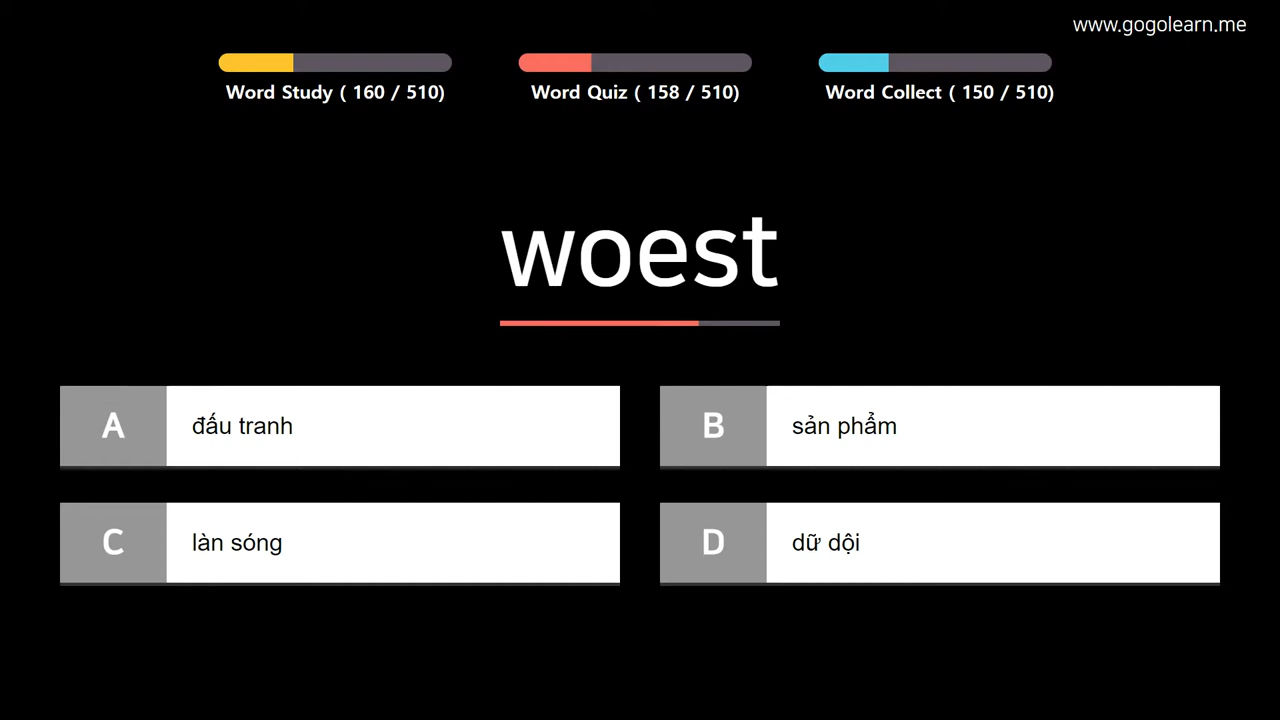 www.gogolearn.me
Word Study ( 160 / 510)
Word Quiz ( 158 / 510)
Word Collect ( 150 / 510)
woest
A
đấu tranh
B
sản phẩm
C
làn sóng
D
dữ dội